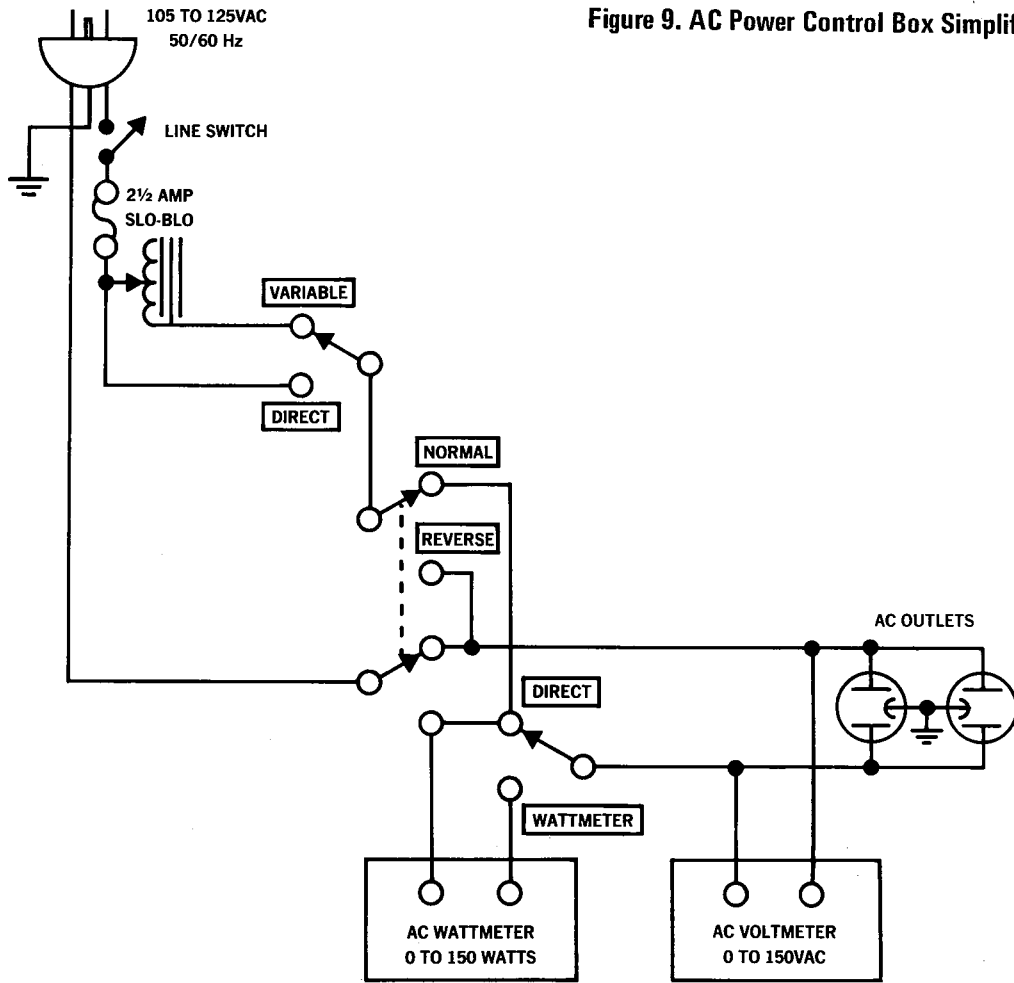 105 TO 125VAC
50/60 Hz
Figure 9. AC Power Control Box Simplif
LINE SWITCH
2½ AMP
SLO-BLO
VARIABLE
DIRECT
NORMAL
REVERSE
AC OUTLETS
DIRECT
WATTMETER
AC WATTMETER
0 TO 150 WATTS
AC VOLTMETER
0 TO 150VAC